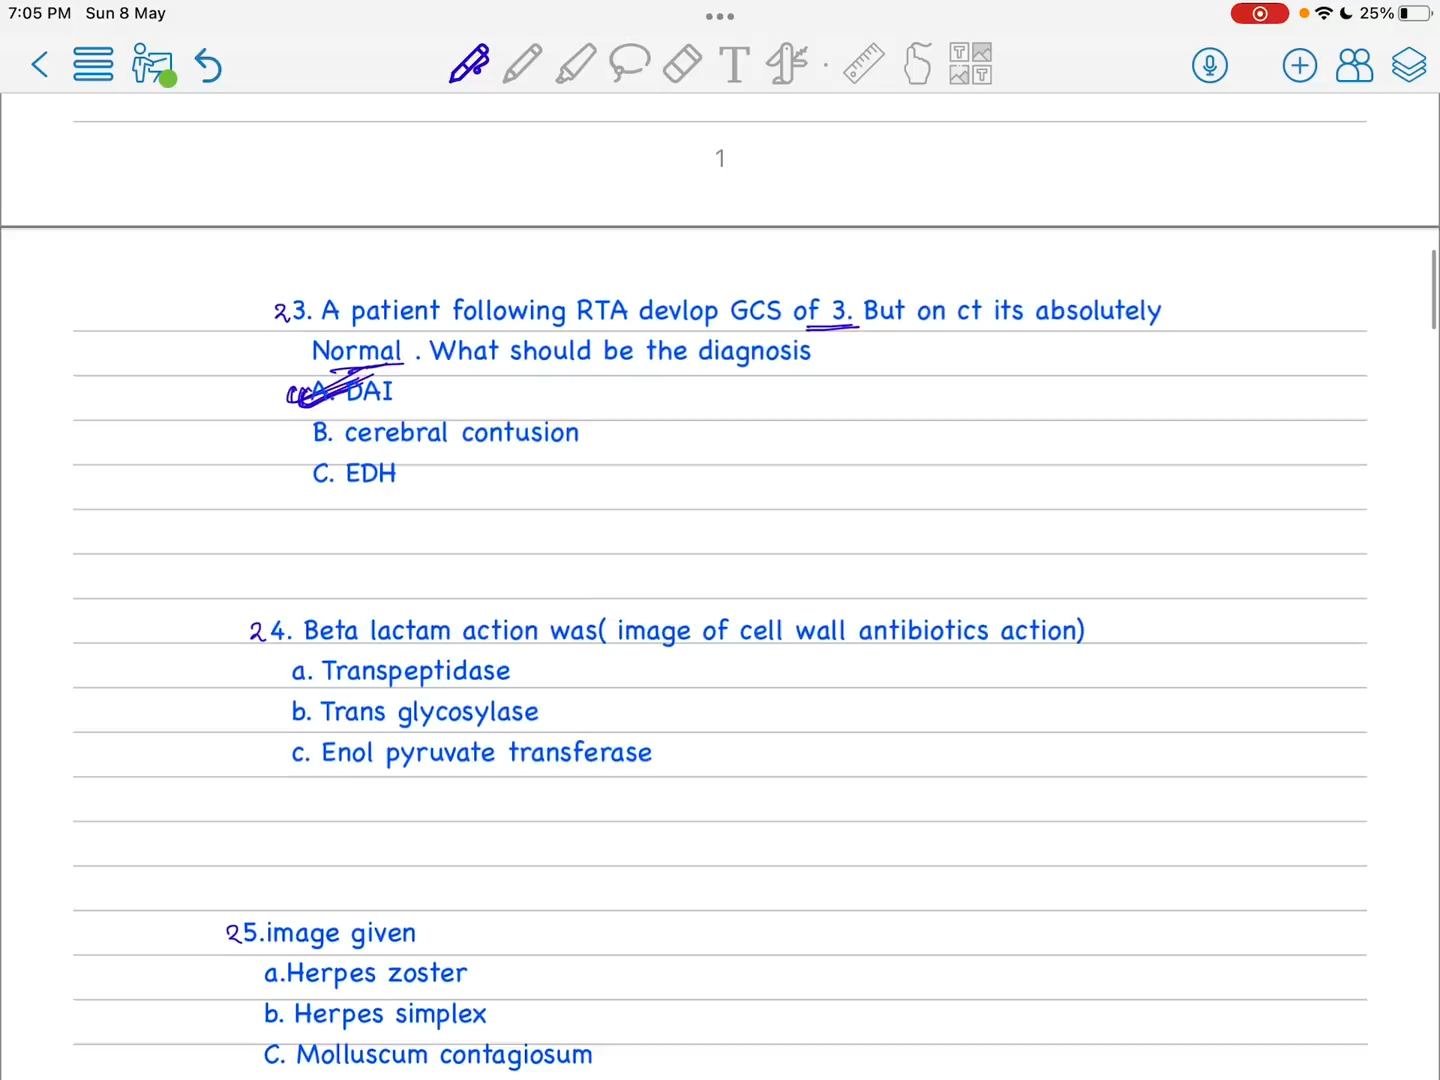 7:05 PM Sun 8 May
25%
T
T
T
1
23. A patient following RTA devlop GCS of 3. But on ct its absolutely
Normal . What should be the diagnosis
A. DAI
B. cerebral contusion
C. EDH
24. Beta lactam action was( image of cell wall antibiotics action)
a. Transpeptidase
b. Trans glycosylase
c. Enol pyruvate transferase
25.image given
a.Herpes zoster
b. Herpes simplex
C. Molluscum contagiosum